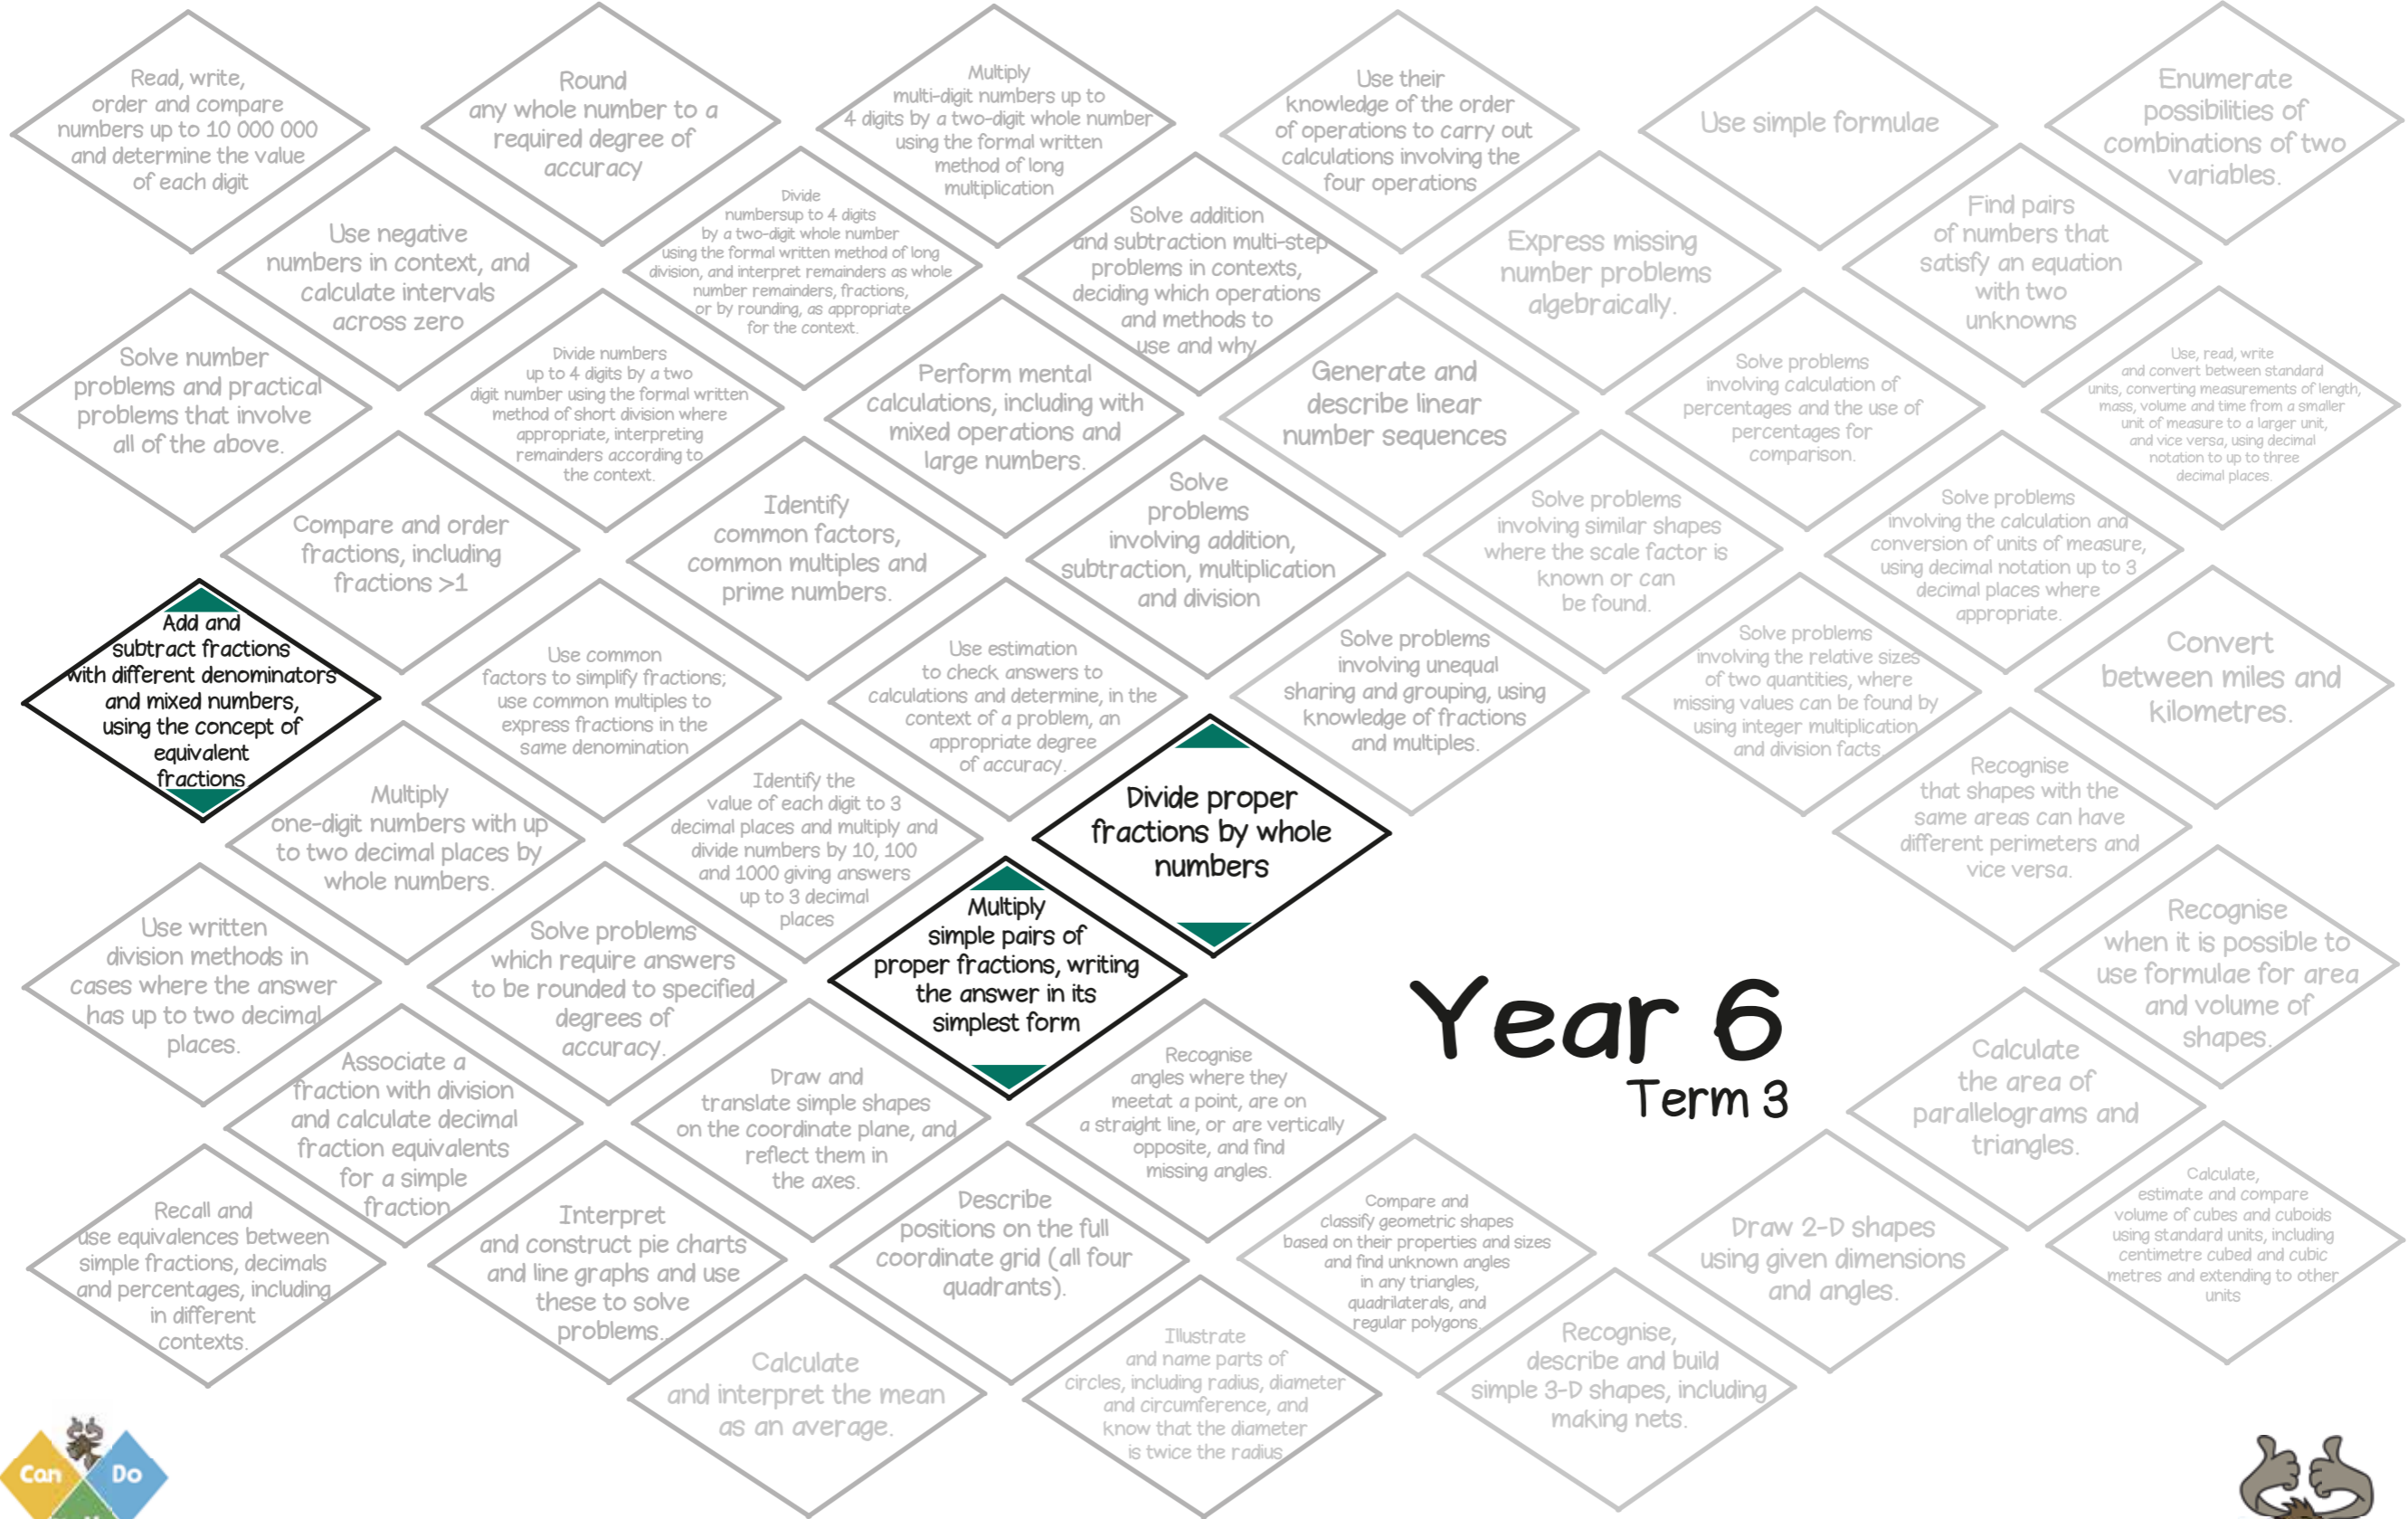 Read, write,
order and compare
numbers up to 10 000 000
and determine the value
of each digit
Round
any whole number to a
required degree of
accuracy
Multiply
multi-digit numbers up to
4 digits by a two-digit whole number
using the formal written
method of long
multiplication
Use their
knowledge of the order
of operations to carry out
calculations involving the
four operations
Use simple formulae
Enumerate
possibilities of
combinations of two
variables.
Use negative
numbers in context, and
calculate intervals
across zero
Divide
numbersup to 4 digits
by a two-digit whole number
using the formal written method of long
division, and interpret remainders as whole
number remainders, fractions,
or by rounding, as appropriate
for the context.
Solve addition
and subtraction multi-step
problems in contexts,
deciding which operations
and methods to
use and why
Express missing
number problems
algebraically.
Find pairs
of numbers that
satisfy an equation
with two
unknowns
Solve number
problems and practical
problems that involve
all of the above.
Divide numbers
up to 4 digits by a two
digit number using the formal written
method of short division where
appropriate, interpreting
remainders according to
the context.
Perform mental
calculations, including with
mixed operations and
large numbers.
Generate and
describe linear
number sequences
Solve problems
involving calculation of
percentages and the use of
percentages for
comparison.
Use, read, write
and convert between standard
units, converting measurements of length,
mass, volume and time from a smaller
unit of measure to a larger unit,
and vice versa, using decimal
notation to up to three
decimal places.
Compare and order
fractions, including
fractions >1
Identify
common factors,
common multiples and
prime numbers.
Solve
problems
involving addition,
subtraction, multiplication
and division
Solve problems
involving similar shapes
where the scale factor is
known or can
be found.
Solve problems
involving the calculation and
conversion of units of measure,
using decimal notation up to 3
decimal places where
appropriate.
Add and
subtract fractions
with different denominators
and mixed numbers,
using the concept of
equivalent
fractions
Use common
factors to simplify fractions;
use common multiples to
express fractions in the
same denomination
Use estimation
to check answers to
calculations and determine, in the
context of a problem, an
appropriate degree
of accuracy.
Solve problems
involving unequal
sharing and grouping, using
knowledge of fractions
and multiples.
Solve problems
involving the relative sizes
of two quantities, where
missing values can be found by
using integer multiplication
and division facts
Convert
between miles and
kilometres.
Multiply
one-digit numbers with up
to two decimal places by
whole numbers.
Identify the
value of each digit to 3
decimal places and multiply and
divide numbers by 10, 100
and 1000 giving answers
up to 3 decimal
places
Divide proper
fractions by whole
numbers
Recognise
that shapes with the
same areas can have
different perimeters and
vice versa.
Use written
division methods in
cases where the answer
has up to two decimal
places.
Solve problems
which require answers
to be rounded to specified
degrees of
accuracy.
Multiply
simple pairs of
proper fractions, writing
the answer in its
simplest form
Year 6
Term 3
Recognise
when it is possible to
use formulae for area
and volume of
shapes.
Associate a
fraction with division
and calculate decimal
fraction equivalents
for a simple
fraction
Draw and
translate simple shapes
on the coordinate plane, and
reflect them in
the axes.
Recognise
angles where they
meetat a point, are on
a straight line, or are vertically
opposite, and find
missing angles.
Calculate
the area of
parallelograms and
triangles.
Recall and
use equivalences between
simple fractions, decimals
and percentages, including
in different
contexts.
Interpret
and construct pie charts
and line graphs and use
these to solve
problems.
Describe
positions on the full
coordinate grid (all four
quadrants).
Compare and
classify geometric shapes
based on their properties and sizes
and find unknown angles
in any triangles,
quadrilaterals, and
regular polygons.
Draw 2-D shapes
using given dimensions
and angles.
Calculate,
estimate and compare
volume of cubes and cuboids
using standard units, including
centimetre cubed and cubic
metres and extending to other
units
Calculate
and interpret the mean
as an average.
Illustrate
and name parts of
circles, including radius, diameter
and circumference, and
know that the diameter
is twice the radius
Recognise,
describe and build
simple 3-D shapes, including
making nets.
Can Do